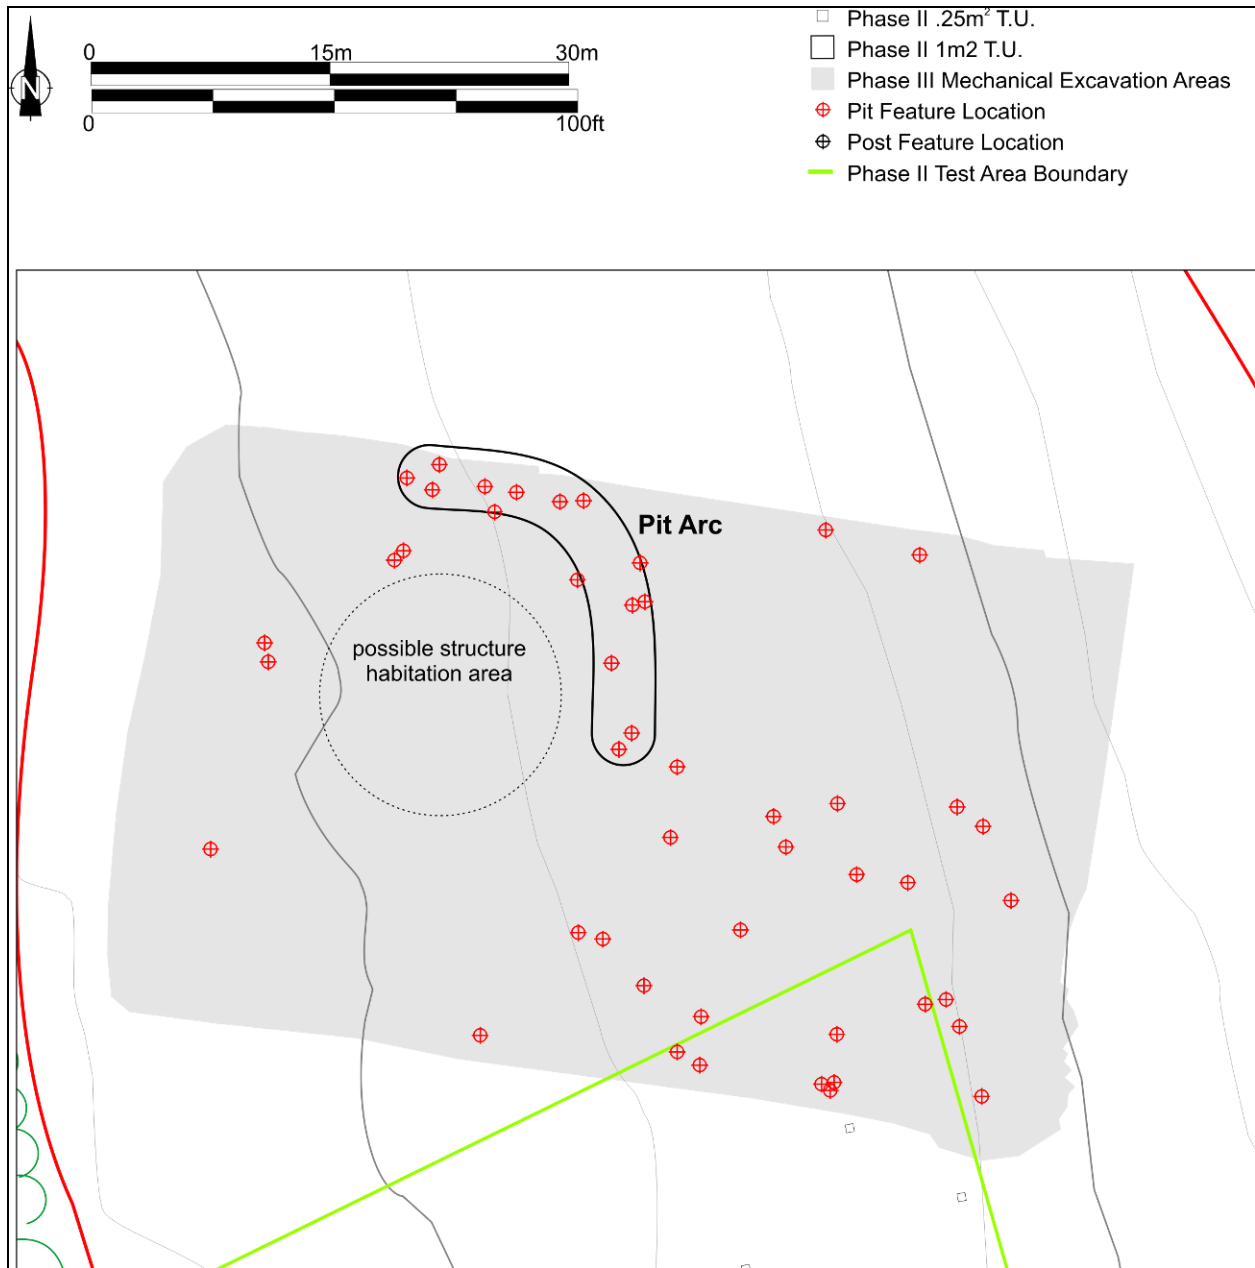 N
0 15m 30m
0 100ft
Phase II .25m² T.U.
Phase II 1m2 T.U.
Phase III Mechanical Excavation Areas
Pit Feature Location
Post Feature Location
Phase II Test Area Boundary
Pit Arc
possible structure
habitation area